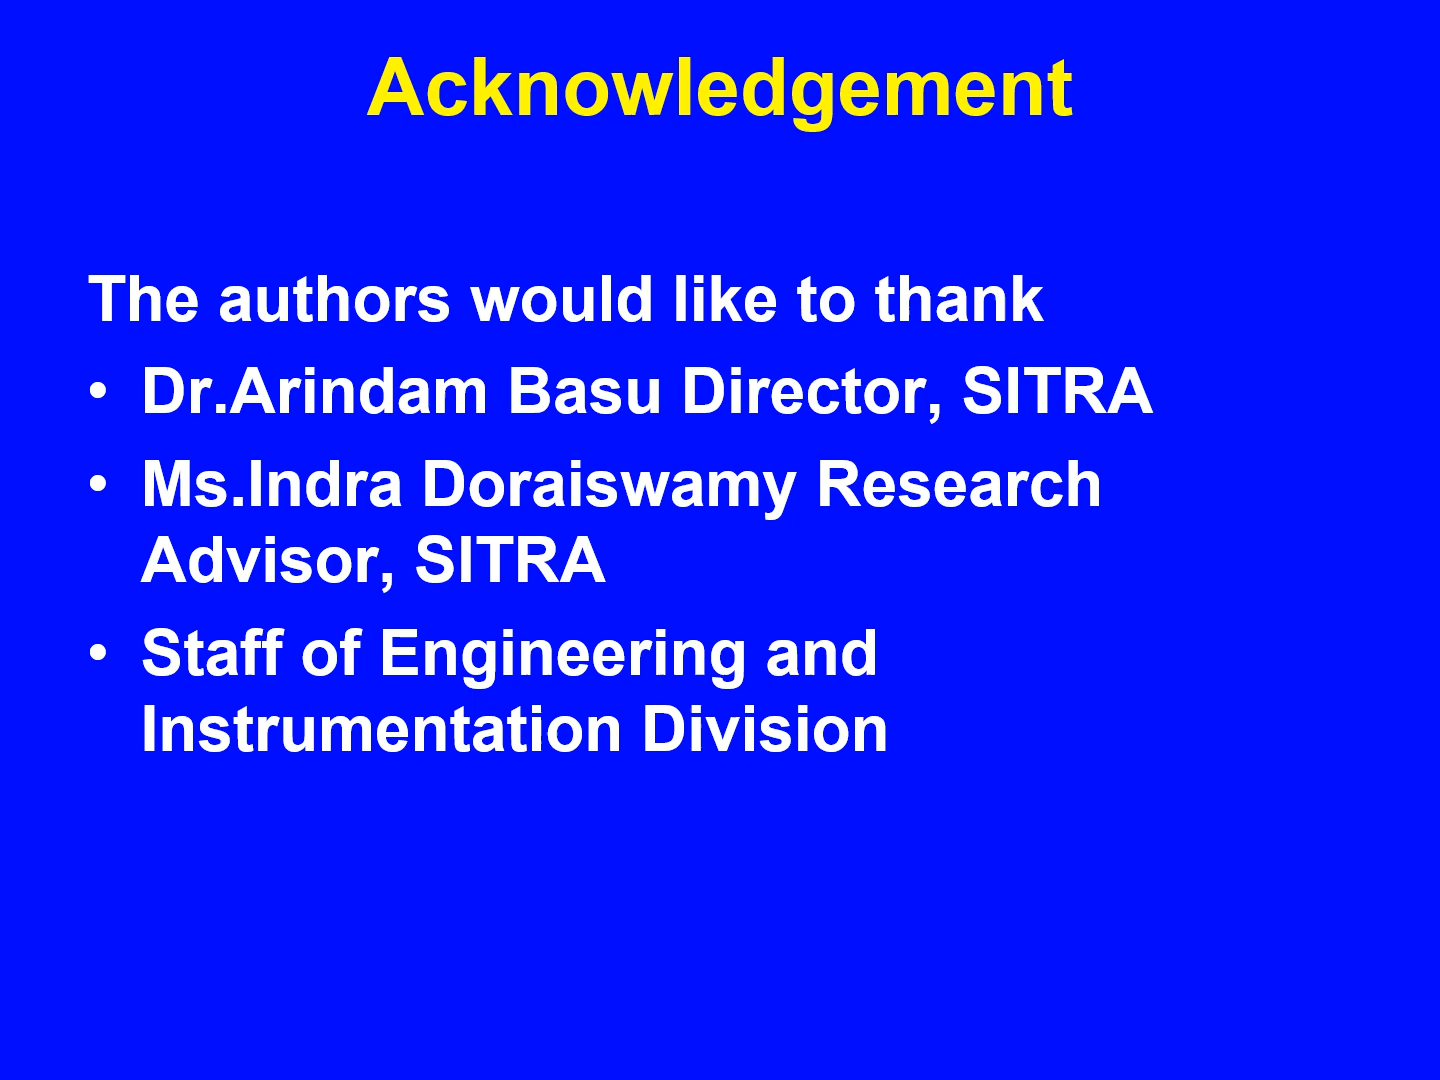 Acknowledgement
The authors would like to thank
• Dr.Arindam Basu Director, SITRA
• Ms.Indra Doraiswamy Research
Advisor, SITRA
• Staff of Engineering and
Instrumentation Division